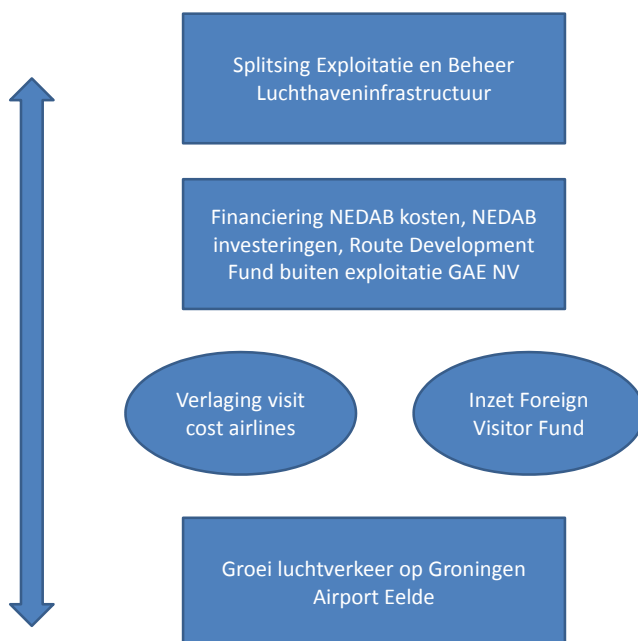 Splitsing Exploitatie en Beheer
Luchthaveninfrastructuur
Financiering NEDAB kosten, NEDAB
investeringen, Route Development
Fund buiten exploitatie GAE NV
Verlaging visit
cost airlines
Inzet Foreign
Visitor Fund
Groei luchtverkeer op Groningen
Airport Eelde